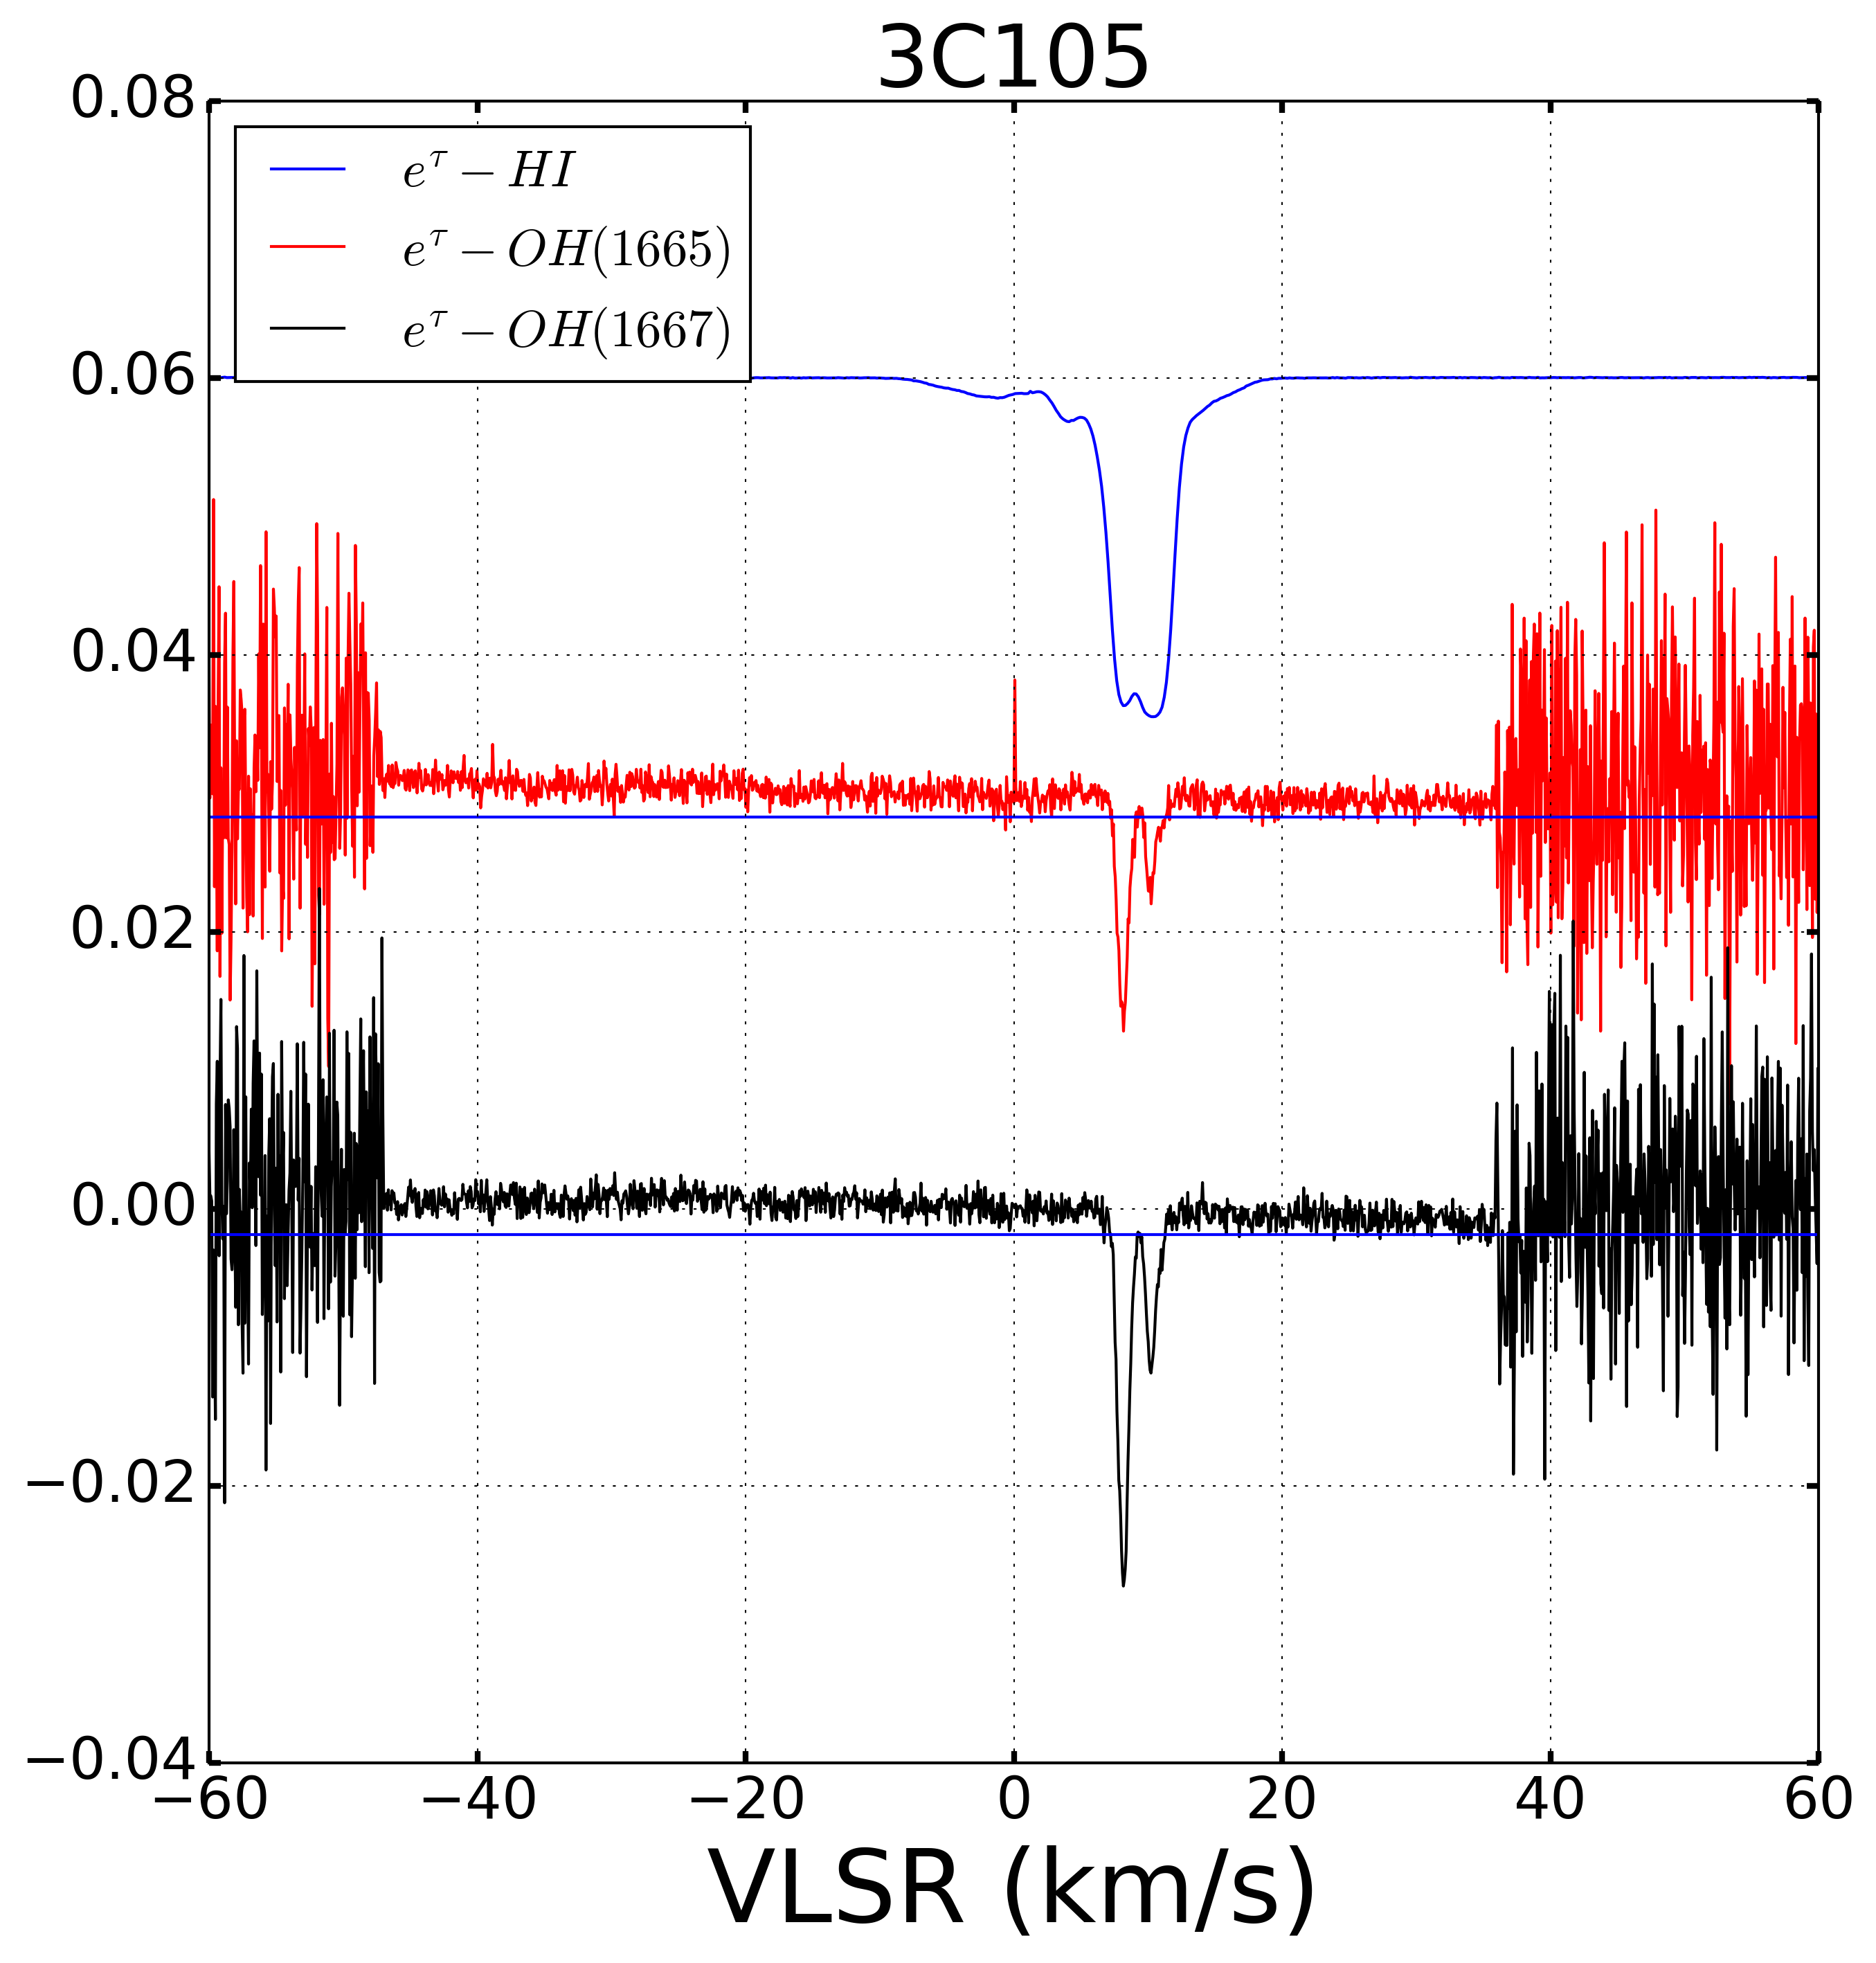 3C105
0.08
e^τ − HI
e^τ − OH(1665)
e^τ − OH(1667)
0.06
0.04
0.02
0.00
−0.02
−0.04
−60 −40 −20 0 20 40 60
VLSR (km/s)